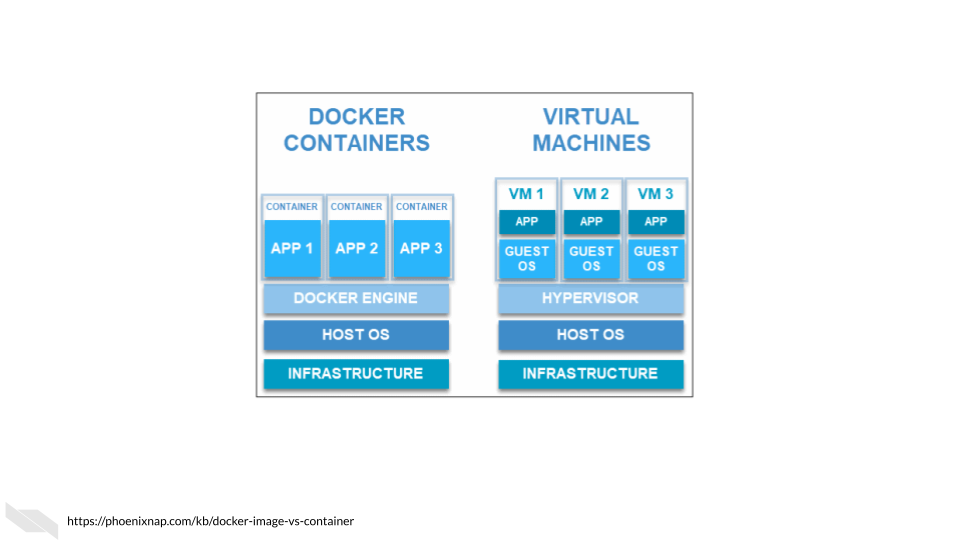 DOCKER
CONTAINERS
CONTAINER CONTAINER CONTAINER
APP 1 APP 2 APP 3
DOCKER ENGINE
HOST OS
INFRASTRUCTURE
VIRTUAL
MACHINES
VM 1 VM 2 VM 3
APP APP APP
GUEST GUEST GUEST
OS OS OS
HYPERVISOR
HOST OS
INFRASTRUCTURE
https://phoenixnap.com/kb/docker-image-vs-container